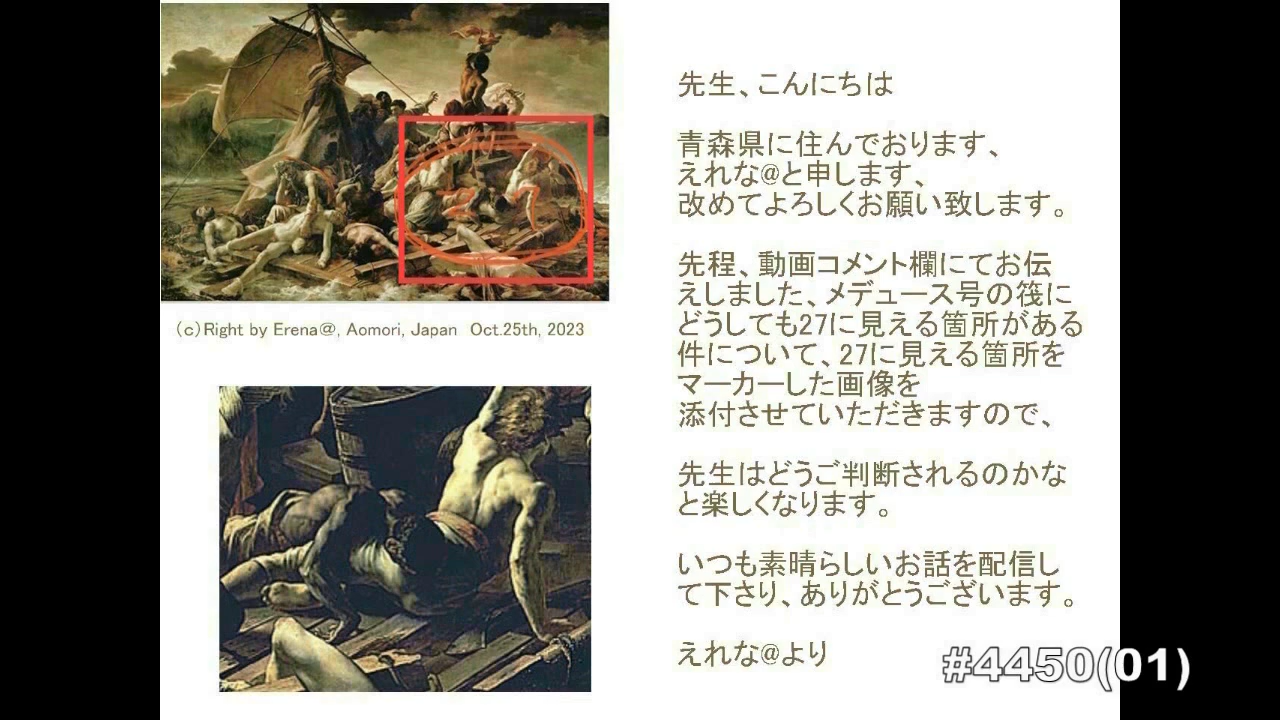 27
(c)Right by Erena@, Aomori, Japan Oct.25th, 2023
先生、こんにちは
青森県に住んでおります、
えれな@と申します、
改めてよろしくお願い致します。
先程、動画コメント欄にてお伝
えしました、メデュース号の筏に
どうしても27に見える箇所がある
件について、27に見える箇所を
マーカーした画像を
添付させていただきますので、
先生はどうご判断されるのかな
と楽しくなります。
いつも素晴らしいお話を配信し
て下さり、ありがとうございます。
えれな@より
#4450(01)